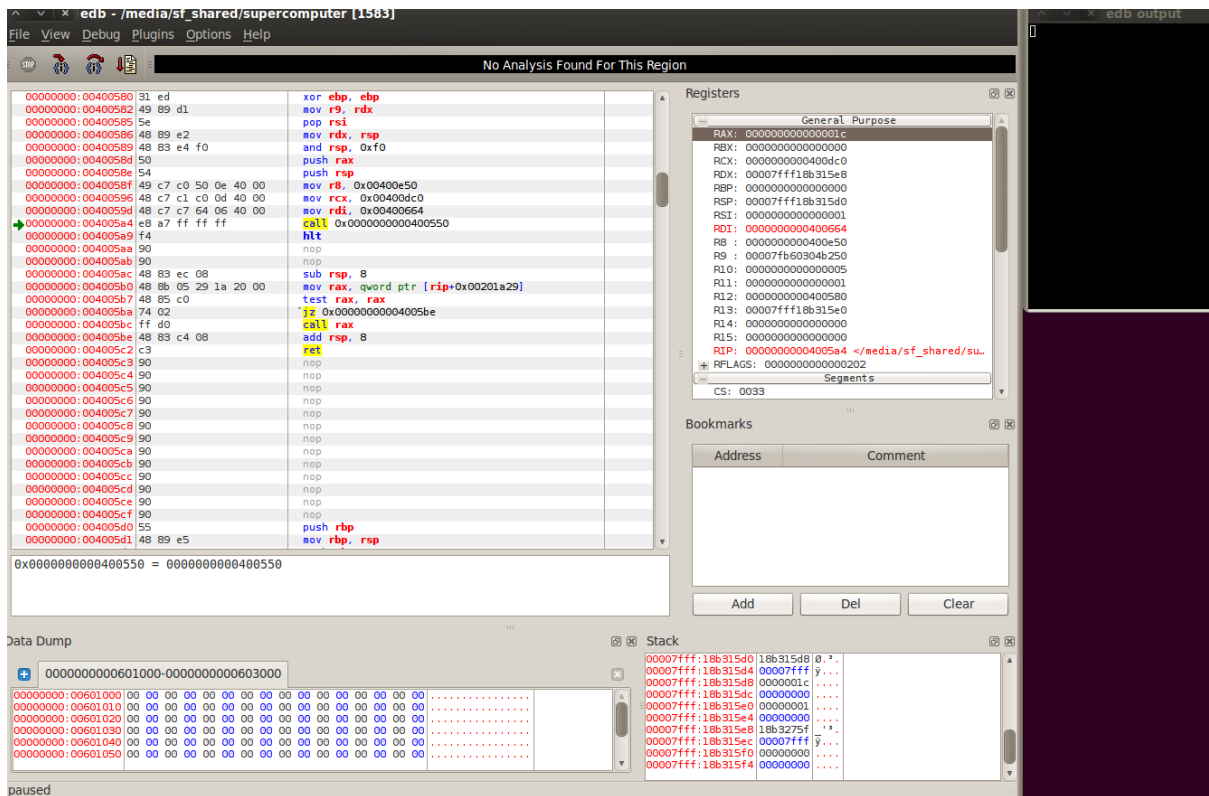 edb - /media/sf_shared/supercomputer [1583]
edb output
File View Debug Plugins Options Help
STOP
No Analysis Found For This Region
00000000:00400580 31 ed xor ebp, ebp
00000000:00400582 49 89 d1 mov r9, rdx
00000000:00400585 5e pop rsi
00000000:00400586 48 89 e2 mov rdx, rsp
00000000:00400589 48 83 e4 f0 and rsp, 0xf0
00000000:0040058d 50 push rax
00000000:0040058e 54 push rsp
00000000:0040058f 49 c7 c0 50 0e 40 00 mov r8, 0x00400e50
00000000:00400596 48 c7 c1 c0 0d 40 00 mov rcx, 0x00400dc0
00000000:0040059d 48 c7 c7 64 06 40 00 mov rdi, 0x00400664
00000000:004005a4 e8 a7 ff ff ff call 0x0000000000400550
00000000:004005a9 f4 hlt
00000000:004005aa 90 nop
00000000:004005ab 90 nop
00000000:004005ac 48 83 ec 08 sub rsp, 8
00000000:004005b0 48 8b 05 29 1a 20 00 mov rax, qword ptr [rip+0x00201a29]
00000000:004005b7 48 85 c0 test rax, rax
00000000:004005ba 74 02 jz 0x00000000004005be
00000000:004005bc ff d0 call rax
00000000:004005be 48 83 c4 08 add rsp, 8
00000000:004005c2 c3 ret
00000000:004005c3 90 nop
00000000:004005c4 90 nop
00000000:004005c5 90 nop
00000000:004005c6 90 nop
00000000:004005c7 90 nop
00000000:004005c8 90 nop
00000000:004005c9 90 nop
00000000:004005ca 90 nop
00000000:004005cb 90 nop
00000000:004005cc 90 nop
00000000:004005cd 90 nop
00000000:004005ce 90 nop
00000000:004005cf 90 nop
00000000:004005d0 55 push rbp
00000000:004005d1 48 89 e5 mov rbp, rsp
0x0000000000400550 = 0000000000400550
Registers
General Purpose
RAX: 000000000000001c
RBX: 0000000000000000
RCX: 0000000000400dc0
RDX: 00007fff18b315e8
RBP: 0000000000000000
RSP: 00007fff18b315d0
RSI: 0000000000000001
RDI: 0000000000400664
R8 : 0000000000400e50
R9 : 00007fb60304b250
R10: 0000000000000005
R11: 0000000000000001
R12: 0000000000400580
R13: 00007fff18b315e0
R14: 0000000000000000
R15: 0000000000000000
RIP: 00000000004005a4 </media/sf_shared/su…
RFLAGS: 0000000000000202
Segments
CS: 0033
Bookmarks
Address Comment
Add Del Clear
Data Dump
0000000000601000-0000000000603000
00000000:00601000 00 00 00 00 00 00 00 00 00 00 00 00 00 00 00 00 ................
00000000:00601010 00 00 00 00 00 00 00 00 00 00 00 00 00 00 00 00 ................
00000000:00601020 00 00 00 00 00 00 00 00 00 00 00 00 00 00 00 00 ................
00000000:00601030 00 00 00 00 00 00 00 00 00 00 00 00 00 00 00 00 ................
00000000:00601040 00 00 00 00 00 00 00 00 00 00 00 00 00 00 00 00 ................
00000000:00601050 00 00 00 00 00 00 00 00 00 00 00 00 00 00 00 00 ................
Stack
00007fff:18b315d0 18b315d8 Ø.³.
00007fff:18b315d4 00007fff ÿ...
00007fff:18b315d8 0000001c ....
00007fff:18b315dc 00000000 ....
00007fff:18b315e0 00000001 ....
00007fff:18b315e4 00000000 ....
00007fff:18b315e8 18b3275f _'³.
00007fff:18b315ec 00007fff ÿ...
00007fff:18b315f0 00000000 ....
00007fff:18b315f4 00000000 ....
paused